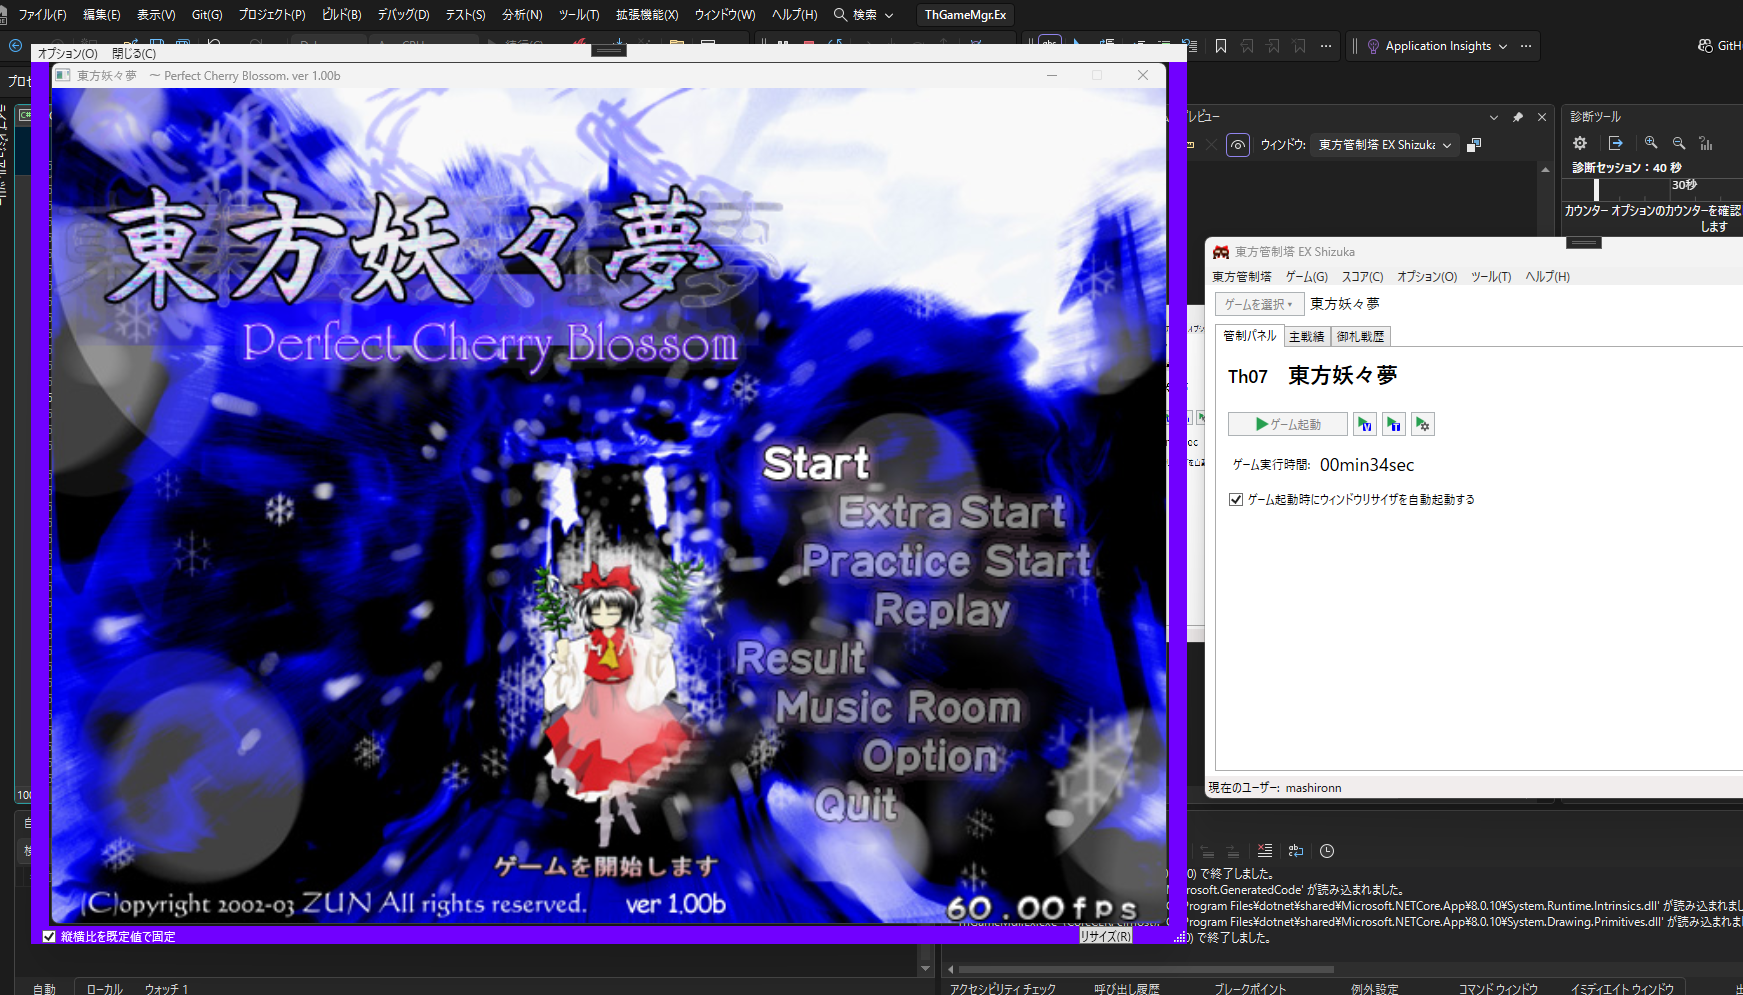 ファイル(F) 編集(E) 表示(V) Git(G) プロジェクト(P) ビルド(B) デバッグ(D) テスト(S) 分析(N) ツール(T) 拡張機能(X) ウィンドウ(W) ヘルプ(H) 検索 ThGameMgr.Ex
Application Insights
オプション(O) 閉じる(C)
東方妖々夢 ～ Perfect Cherry Blossom. ver 1.00b
東方妖々夢
Perfect Cherry Blossom
Start
Extra Start
Practice Start
Replay
Result
Music Room
Option
Quit
ゲームを開始します
(C)opyright 2002-03 ZUN All rights reserved. ver 1.00b
60.00fps
縦横比を既定値で固定
リサイズ(R)
ウィンドウ: 東方管制塔 EX Shizuka
診断ツール
診断セッション：40 秒
30秒
カウンター オプションのカウンターを確認
します
東方管制塔 EX Shizuka
東方管制塔 ゲーム(G) スコア(C) オプション(O) ツール(T) ヘルプ(H)
ゲームを選択 東方妖々夢
管制パネル 主戦績 御札戦歴
Th07 東方妖々夢
ゲーム起動
ゲーム実行時間: 00min34sec
ゲーム起動時にウィンドウリサイザを自動起動する
現在のユーザー: mashironn
0) で終了しました。
rosoft.GeneratedCode' が読み込まれました。
Program Files¥dotnet¥shared¥Microsoft.NETCore.App¥8.0.10¥System.Runtime.Intrinsics.dll' が読み込まれまし
Program Files¥dotnet¥shared¥Microsoft.NETCore.App¥8.0.10¥System.Drawing.Primitives.dll' が読み込まれま
) で終了しました。
自動 ローカル ウォッチ 1
アクセシビリティ チェック 呼び出し履歴 ブレークポイント 例外設定 コマンド ウィンドウ イミディエイト ウィンドウ